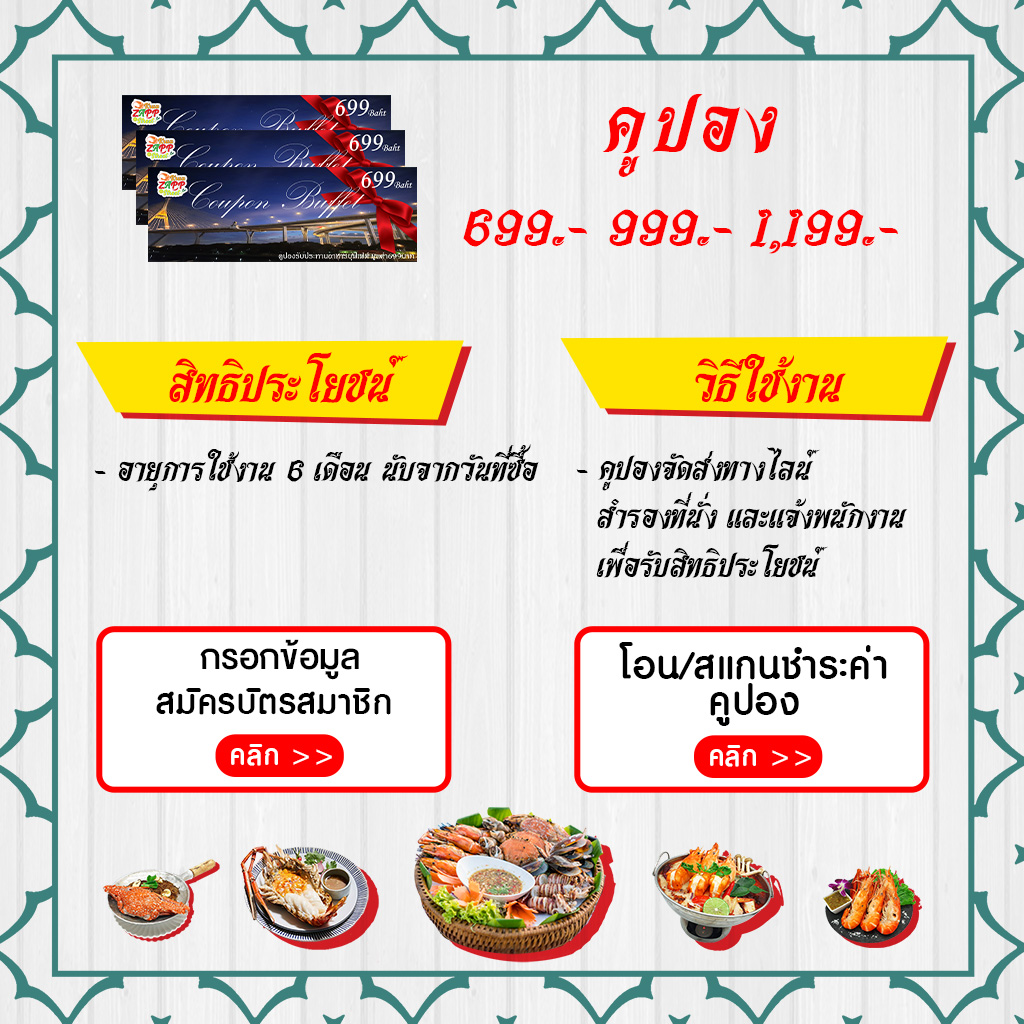 699 Baht
699 Baht
ZAPP
Coupon Buffet
699 Baht
คูปอง
699.- 999.- 1,199.-
สิทธิประโยชน์
- อายุการใช้งาน 6 เดือน นับจากวันที่ซื้อ
วิธีใช้งาน
- คูปองจัดส่งทางไลน์
สำรองที่นั่ง และแจ้งพนักงาน
เพื่อรับสิทธิประโยชน์
กรอกข้อมูล
สมัครบัตรสมาชิก
คลิก >>
โอน/สแกนชำระค่า
คูปอง
คลิก >>